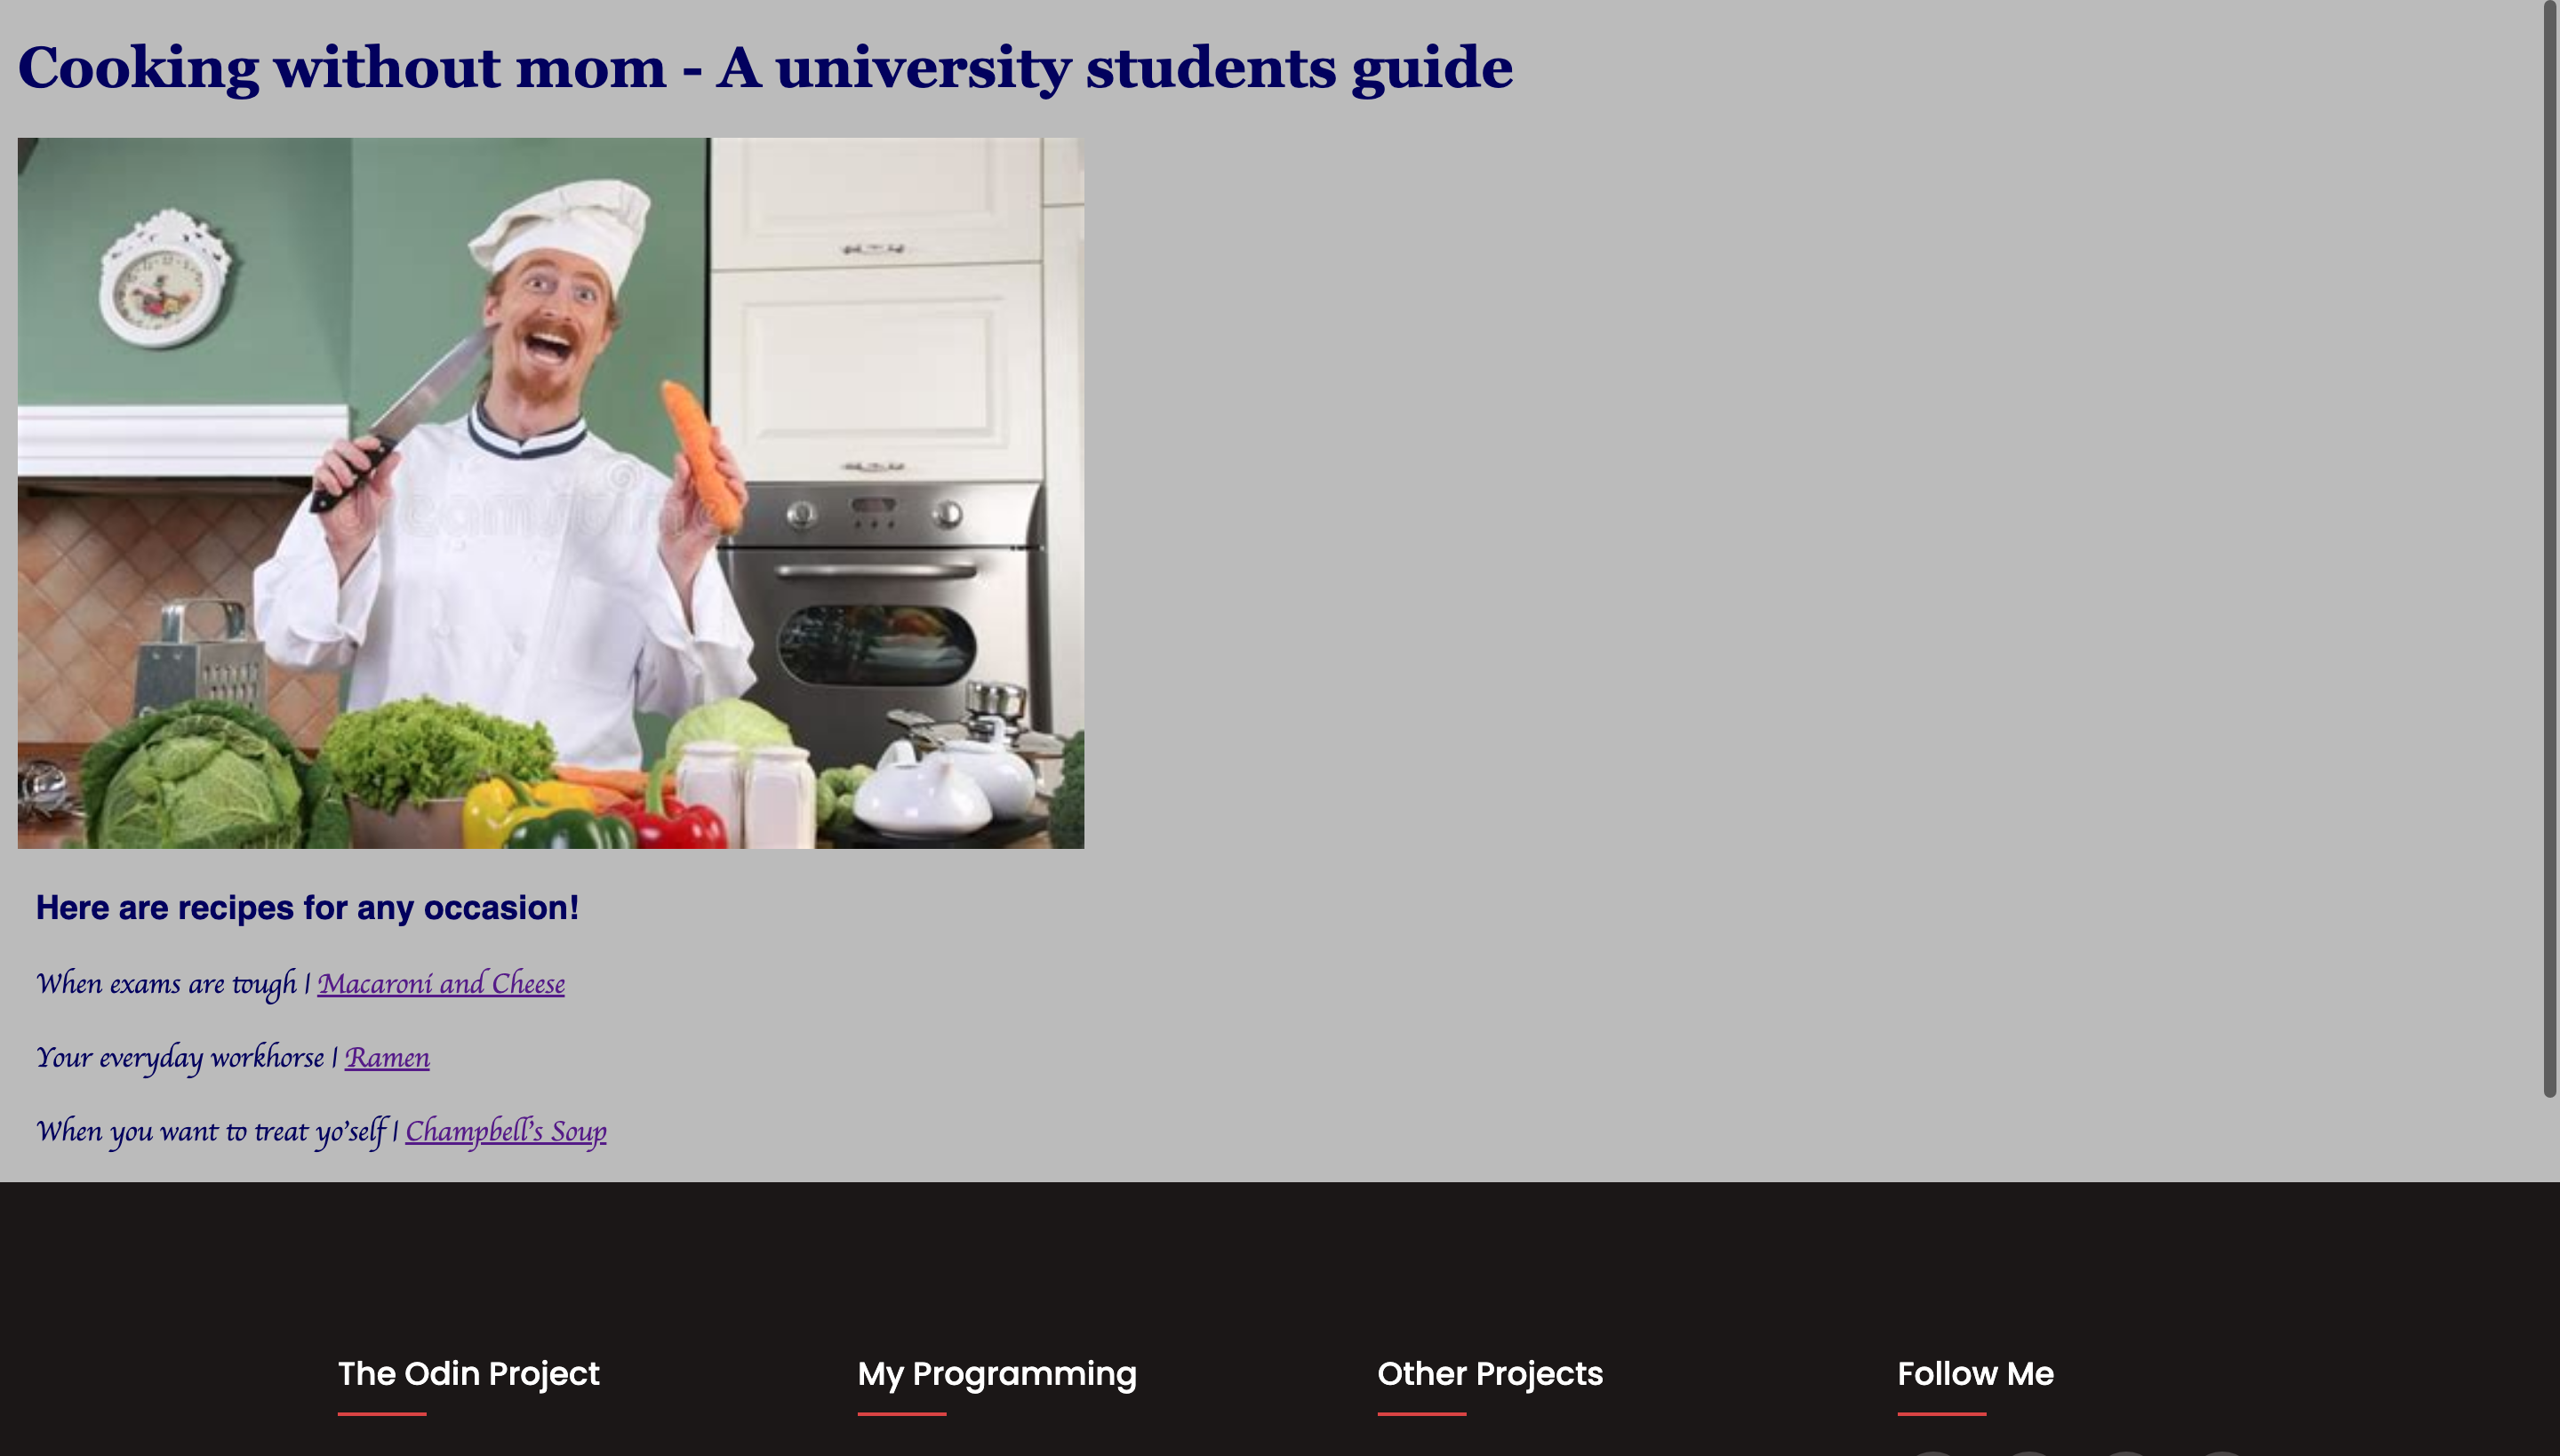 Cooking without mom - A university students guide
dreamstime
Here are recipes for any occasion!
When exams are tough | Macaroni and Cheese
Your everyday workhorse | Ramen
When you want to treat yo'self | Champbell's Soup
The Odin Project
My Programming
Other Projects
Follow Me